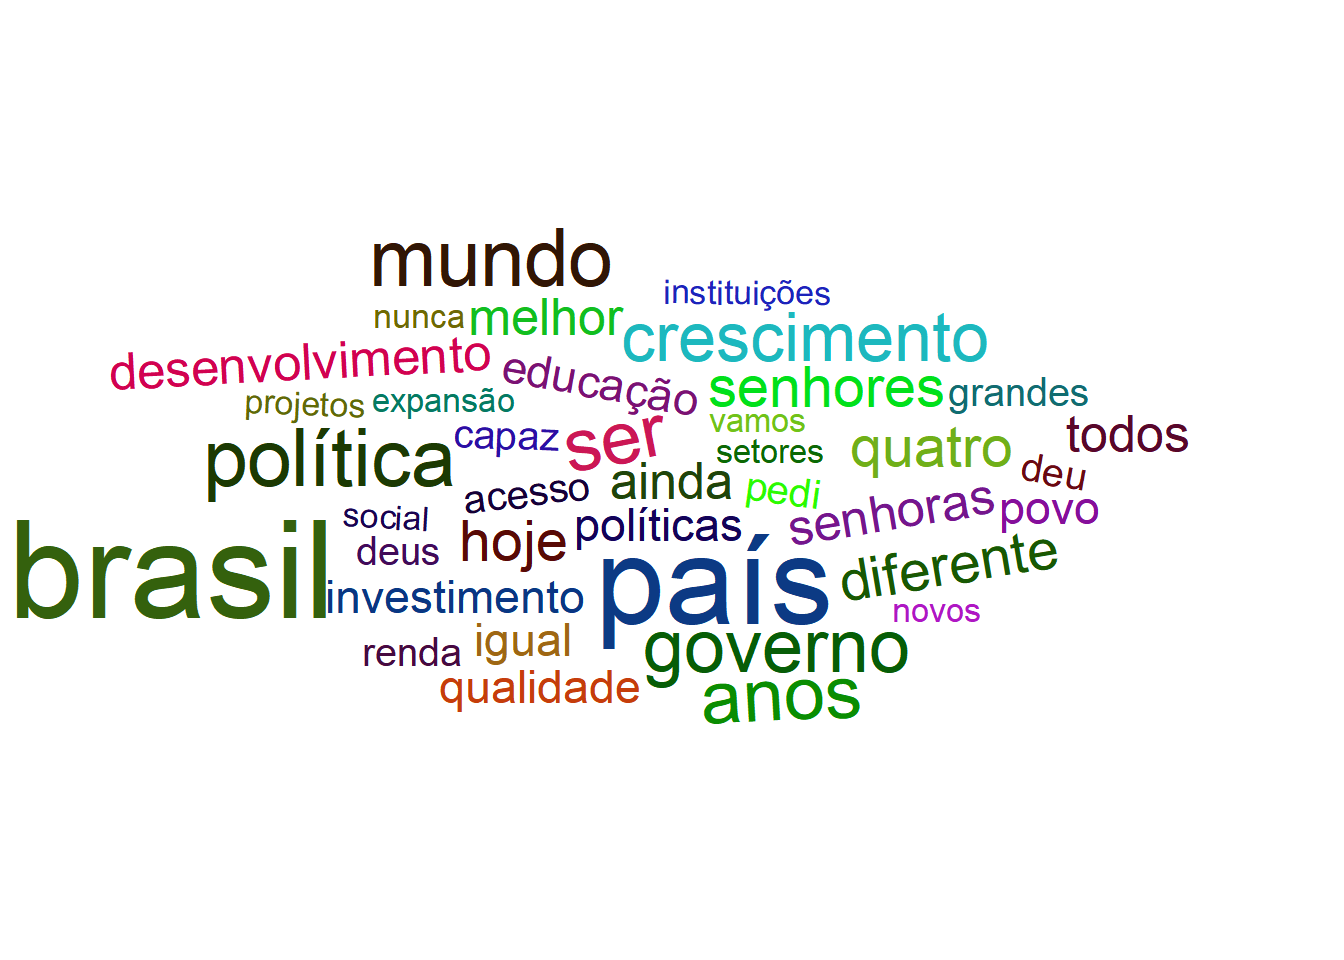 mundo
instituições
nunca
melhor
crescimento
desenvolvimento
educação
senhores
grandes
projetos
expansão
vamos
política
capaz
ser
setores
quatro
todos
acesso
ainda
pedi
deu
social
políticas
senhoras
povo
brasil
deus
hoje
país
diferente
investimento
novos
renda
igual
governo
qualidade
anos